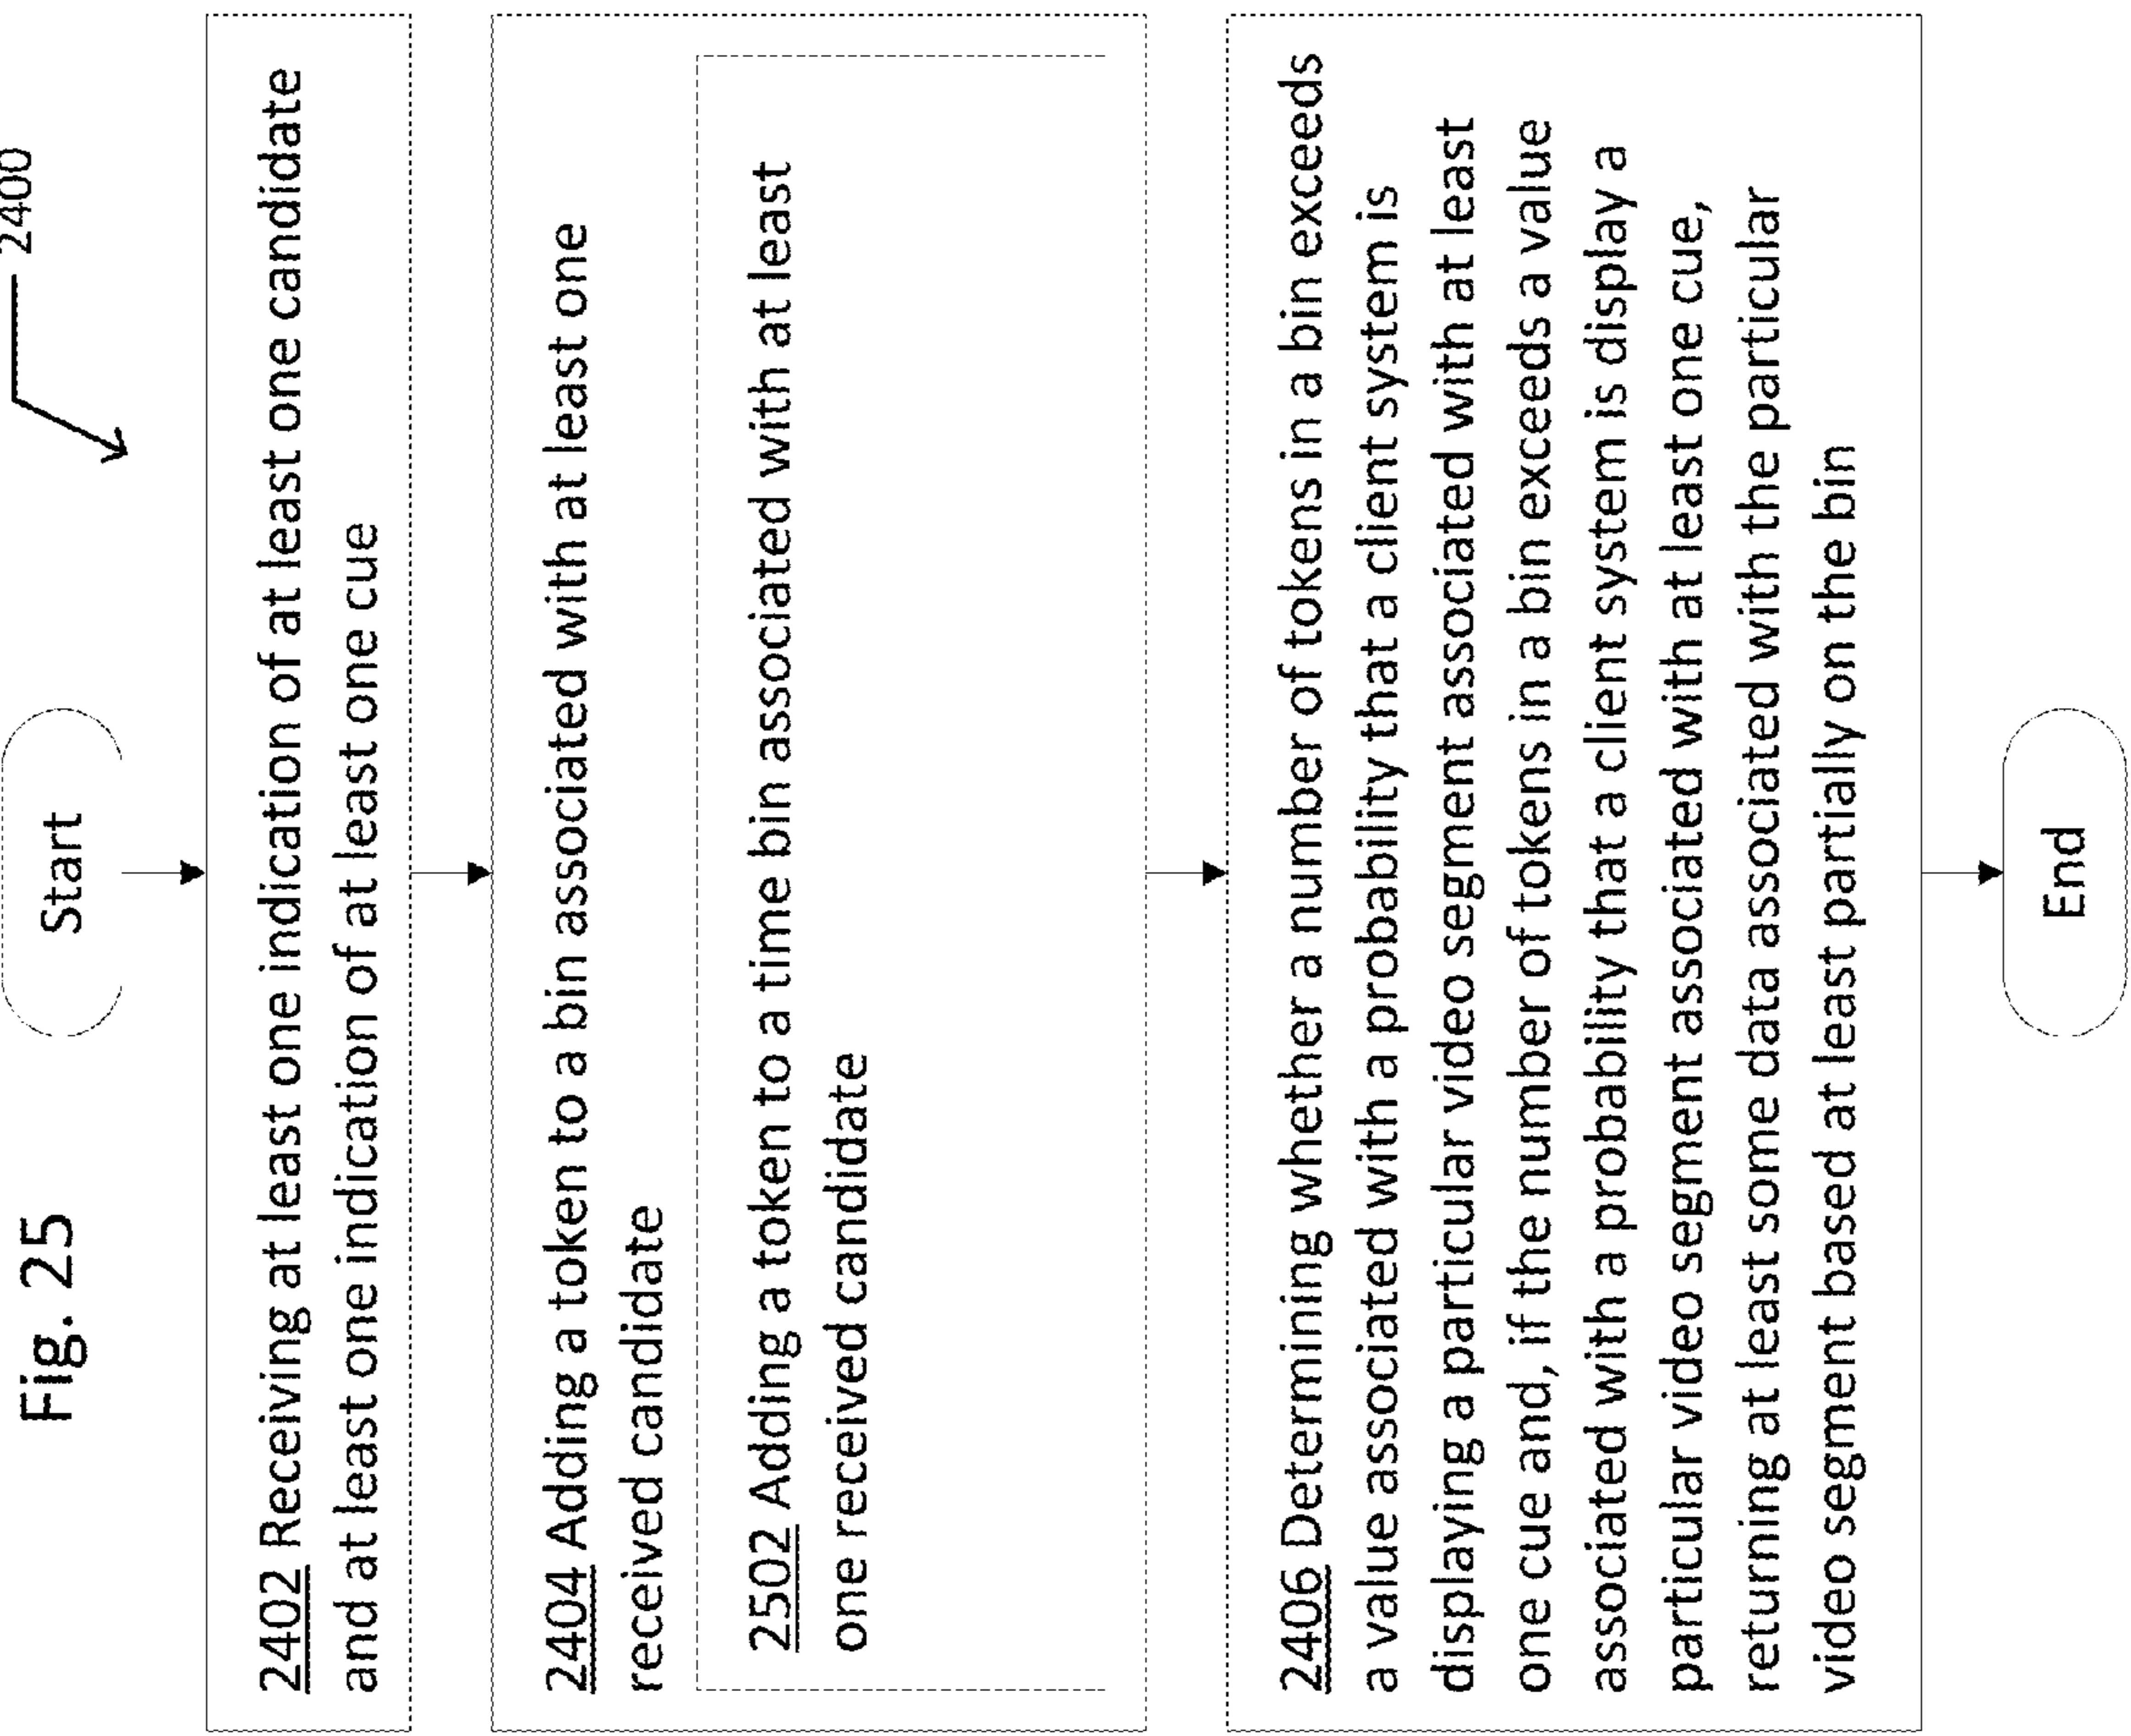 Fig. 25
2400
Start
2402 Receiving at least one indication of at least one candidate
and at least one indication of at least one cue
2404 Adding a token to a bin associated with at least one
received candidate
2502 Adding a token to a time bin associated with at least
one received candidate
2406 Determining whether a number of tokens in a bin exceeds
a value associated with a probability that a client system is
displaying a particular video segment associated with at least
one cue and, if the number of tokens in a bin exceeds a value
associated with a probability that a client system is display a
particular video segment associated with at least one cue,
returning at least some data associated with the particular
video segment based at least partially on the bin
End